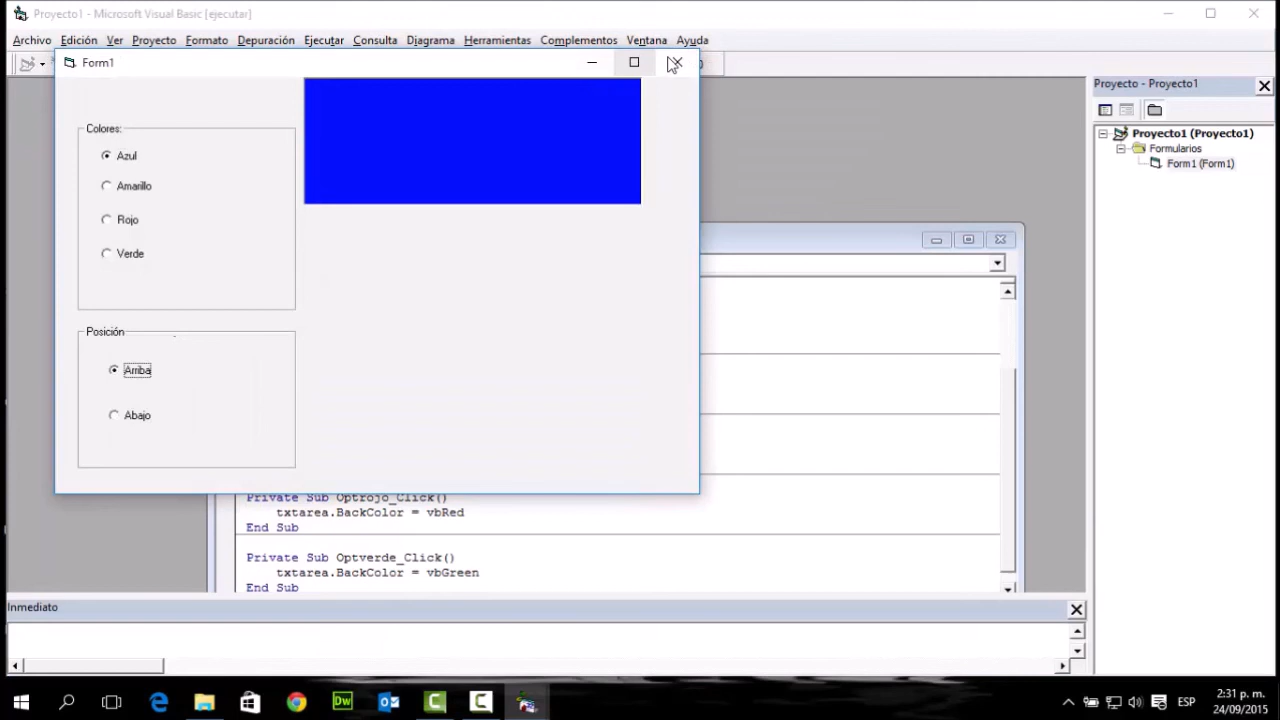 Proyecto1 - Microsoft Visual Basic [ejecutar]
Archivo Edición Ver Proyecto Formato Depuración Ejecutar Consulta Diagrama Herramientas Complementos Ventana Ayuda
Form1
Colores:
Azul
Amarillo
Rojo
Verde
Posición
Arriba
Abajo
Proyecto - Proyecto1
Proyecto1 (Proyecto1)
Formularios
Form1 (Form1)
Private Sub Optrojo_Click()
txtarea.BackColor = vbRed
End Sub
Private Sub Optverde_Click()
txtarea.BackColor = vbGreen
End Sub
Inmediato
Dw
ESP
2:31 p. m.
24/09/2015